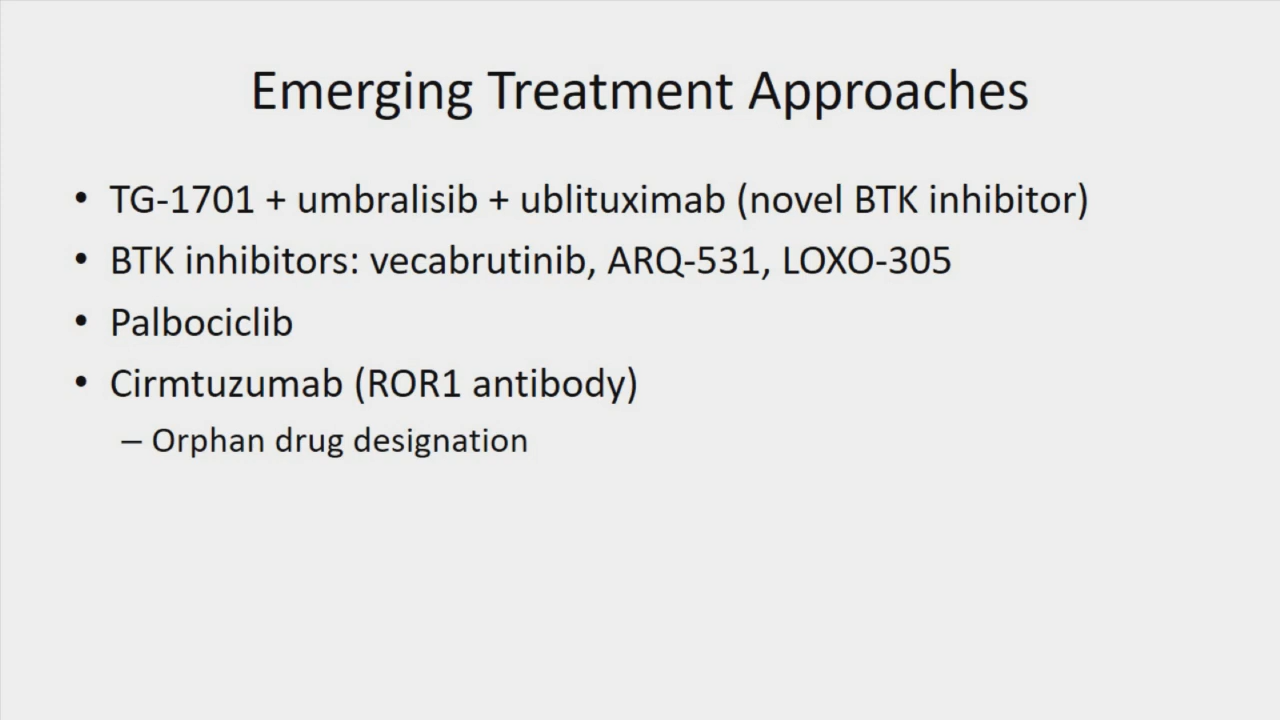 Emerging Treatment Approaches
• TG-1701 + umbralisib + ublituximab (novel BTK inhibitor)
• BTK inhibitors: vecabrutinib, ARQ-531, LOXO-305
• Palbociclib
• Cirmtuzumab (ROR1 antibody)
– Orphan drug designation